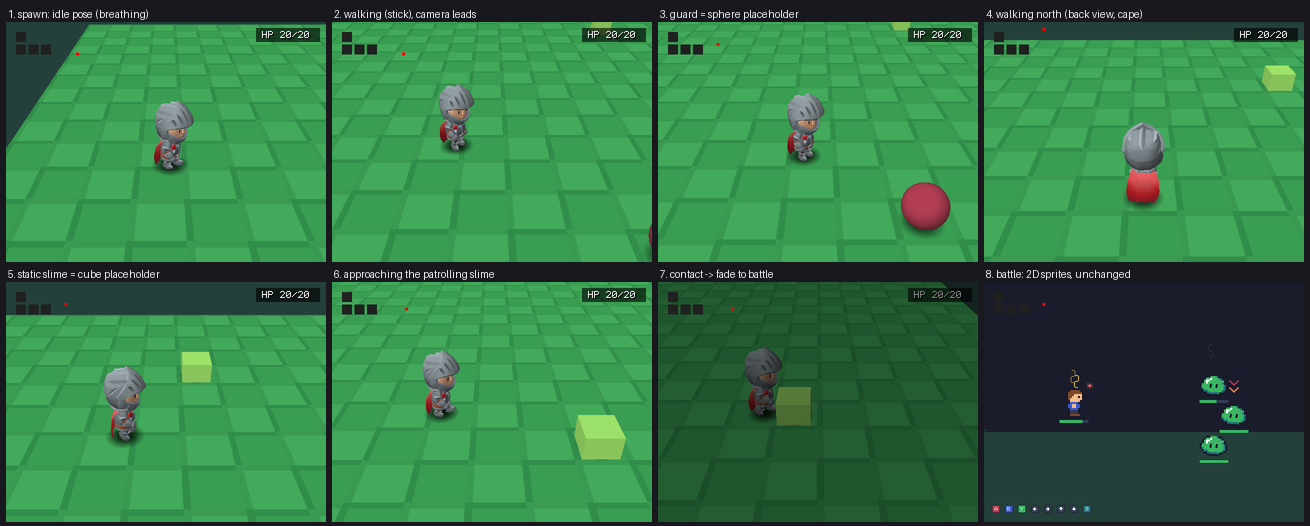 1. spawn: idle pose (breathing)
HP 20/20
2. walking (stick), camera leads
HP 20/20
3. guard = sphere placeholder
HP 20/20
4. walking north (back view, cape)
HP 20/20
5. static slime = cube placeholder
HP 20/20
6. approaching the patrolling slime
HP 20/20
7. contact -> fade to battle
HP 20/20
8. battle: 2D sprites, unchanged